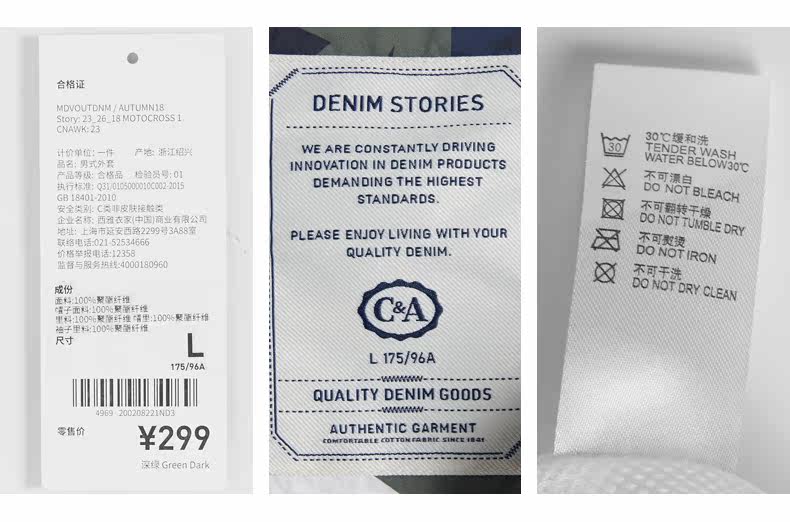 合格证
MDVOUTDNM / AUTUMN18
Story: 23_26_18 MOTOCROSS 1
CNAWK: 23
计价单位: 一件 产地: 浙江绍兴
品名: 男式外套
产品等级: 合格品 检验员号: 01
执行标准: Q31/0105000010C002-2015
GB 18401-2010
安全类别: C类非皮肤接触类
企业名称: 西雅衣家(中国)商业有限公司
地址: 上海市延安西路2299号3A88室
联络电话:021-52534666
价格举报电话:12358
监督与服务热线:4000180960
成份
面料:100%聚酯纤维
帽子面料:100%聚酯纤维
里料:100%聚酯纤维 帽里:100%聚酯纤维
袖子里料:100%聚酯纤维
尺寸
L
175/96A
4969 200208221ND3
零售价
¥299
深绿 Green Dark
DENIM STORIES
WE ARE CONSTANTLY DRIVING
INNOVATION IN DENIM PRODUCTS
DEMANDING THE HIGHEST
STANDARDS.
PLEASE ENJOY LIVING WITH YOUR
QUALITY DENIM.
C&A
L 175/96A
QUALITY DENIM GOODS
AUTHENTIC GARMENT
COMFORTABLE COTTON FABRIC SINCE 1841
30
30℃缓和洗
TENDER WASH
WATER BELOW30℃
不可漂白
DO NOT BLEACH
不可翻转干燥
DO NOT TUMBLE DRY
不可熨烫
DO NOT IRON
不可干洗
DO NOT DRY CLEAN